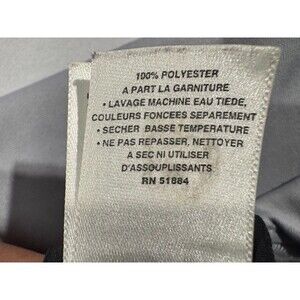 100% POLYESTER
A PART LA GARNITURE
• LAVAGE MACHINE EAU TIEDE,
COULEURS FONCEES SEPAREMENT
• SECHER BASSE TEMPERATURE
• NE PAS REPASSER, NETTOYER
A SEC NI UTILISER
D'ASSOUPLISSANTS
RN 51884